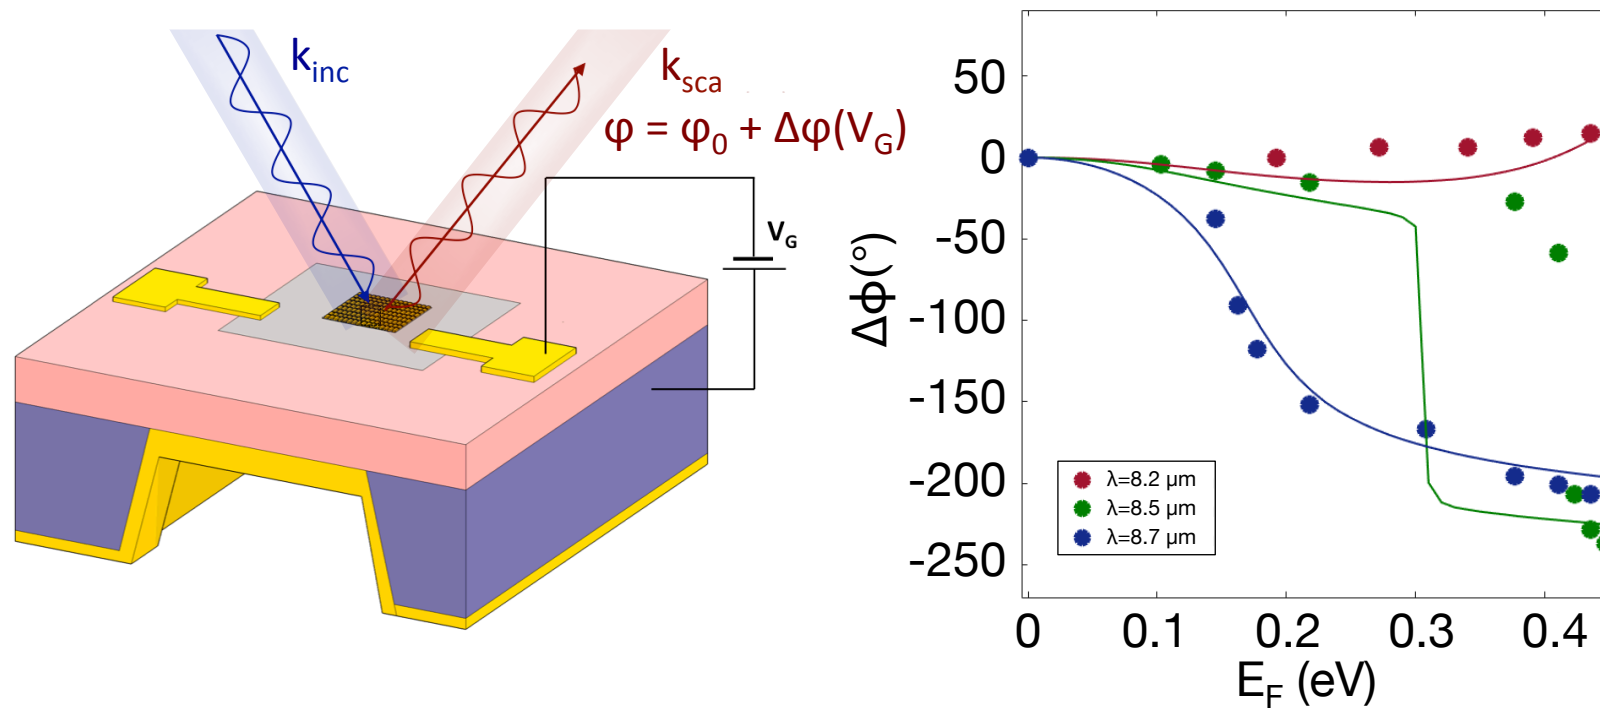 k_inc
k_sca
φ = φ_0 + Δφ(V_G)
V_G
50
0
-50
-100
-150
-200
-250
Δϕ(°)
λ=8.2 μm
λ=8.5 μm
λ=8.7 μm
0 0.1 0.2 0.3 0.4
E_F (eV)